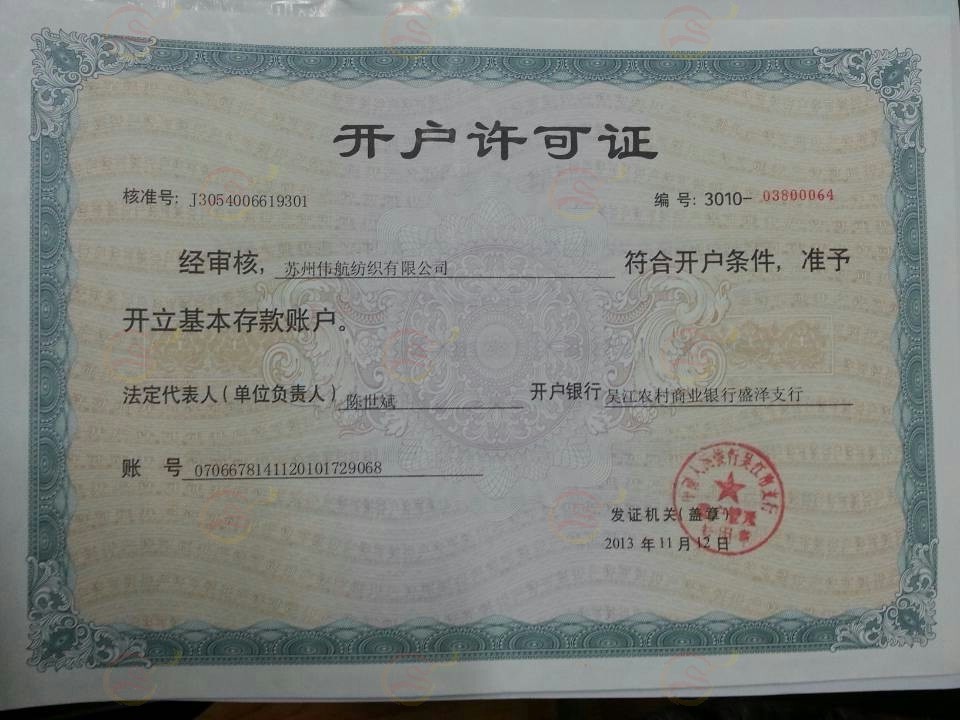 开户许可证
核准号: J3054006619301 编号: 3010-03800064
经审核, 苏州伟航纺织有限公司 符合开户条件, 准予
开立基本存款账户。
法定代表人(单位负责人) 陈世斌 开户银行 吴江农村商业银行盛泽支行
账 号 0706678141120101729068
发证机关(盖章)
2013 年 11 月 12 日